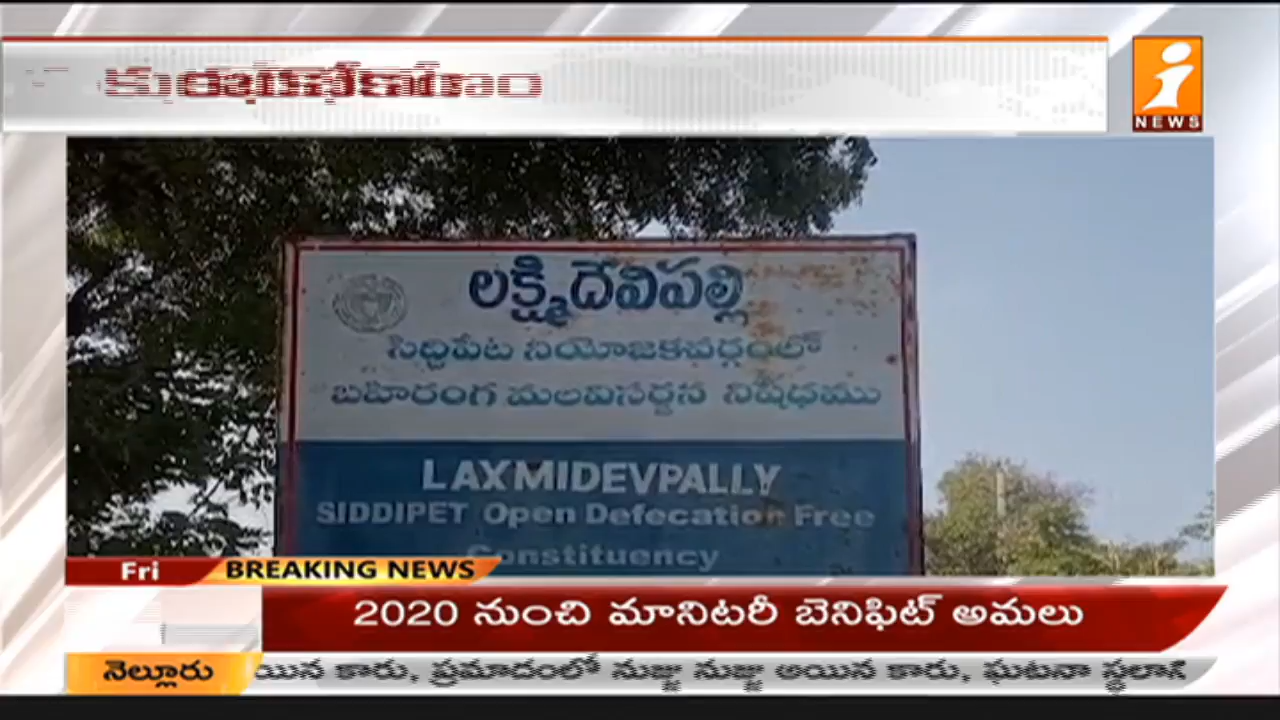 i
NEWS
లక్ష్మిదేవిపల్లి
సిద్దిపేట నియోజకవర్గంలో
బహిరంగ మలవిసర్జన నిషేధము
LAXMIDEVPALLY
SIDDIPET Open Defecation Free
Constituency
Fri
BREAKING NEWS
2020 నుంచి మానిటరీ బెనిఫిట్ అమలు
నెల్లూరు
యిన కారు, ప్రమాదంలో నుజ్జు నుజ్జు అయిన కారు, ఘటనా